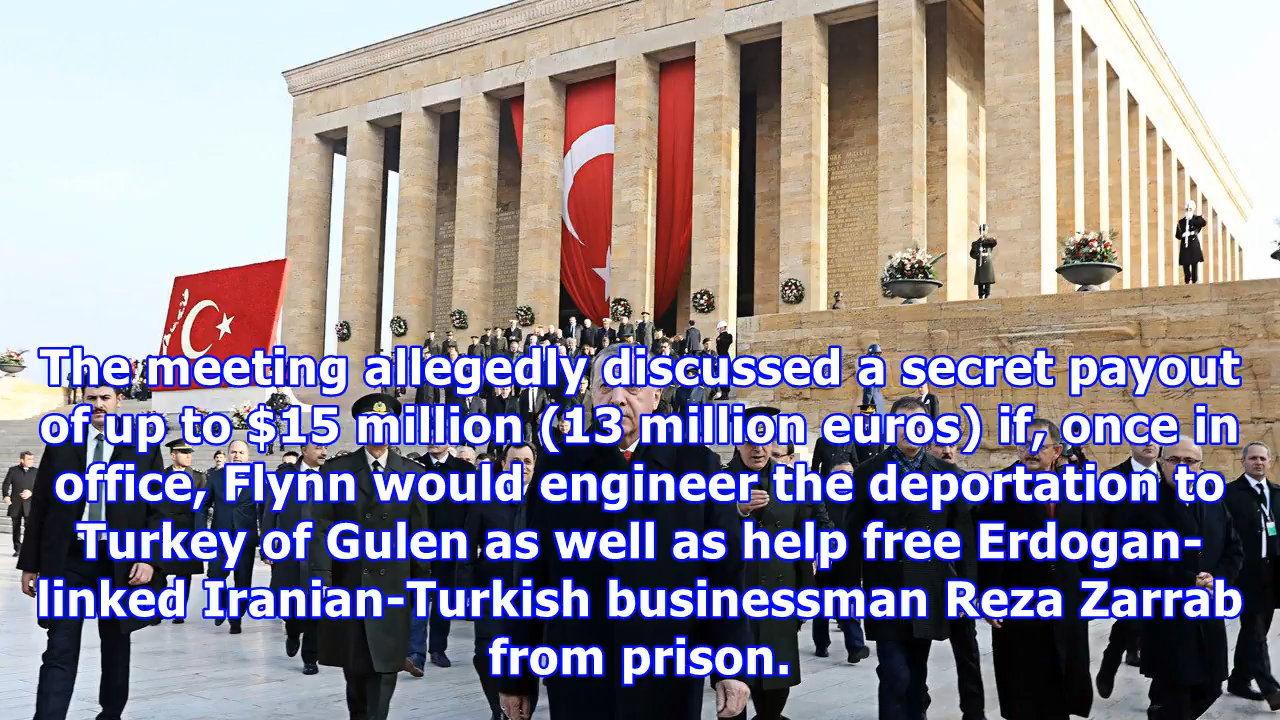 The meeting allegedly discussed a secret payout
of up to $15 million (13 million euros) if, once in
office, Flynn would engineer the deportation to
Turkey of Gulen as well as help free Erdogan-
linked Iranian-Turkish businessman Reza Zarrab
from prison.